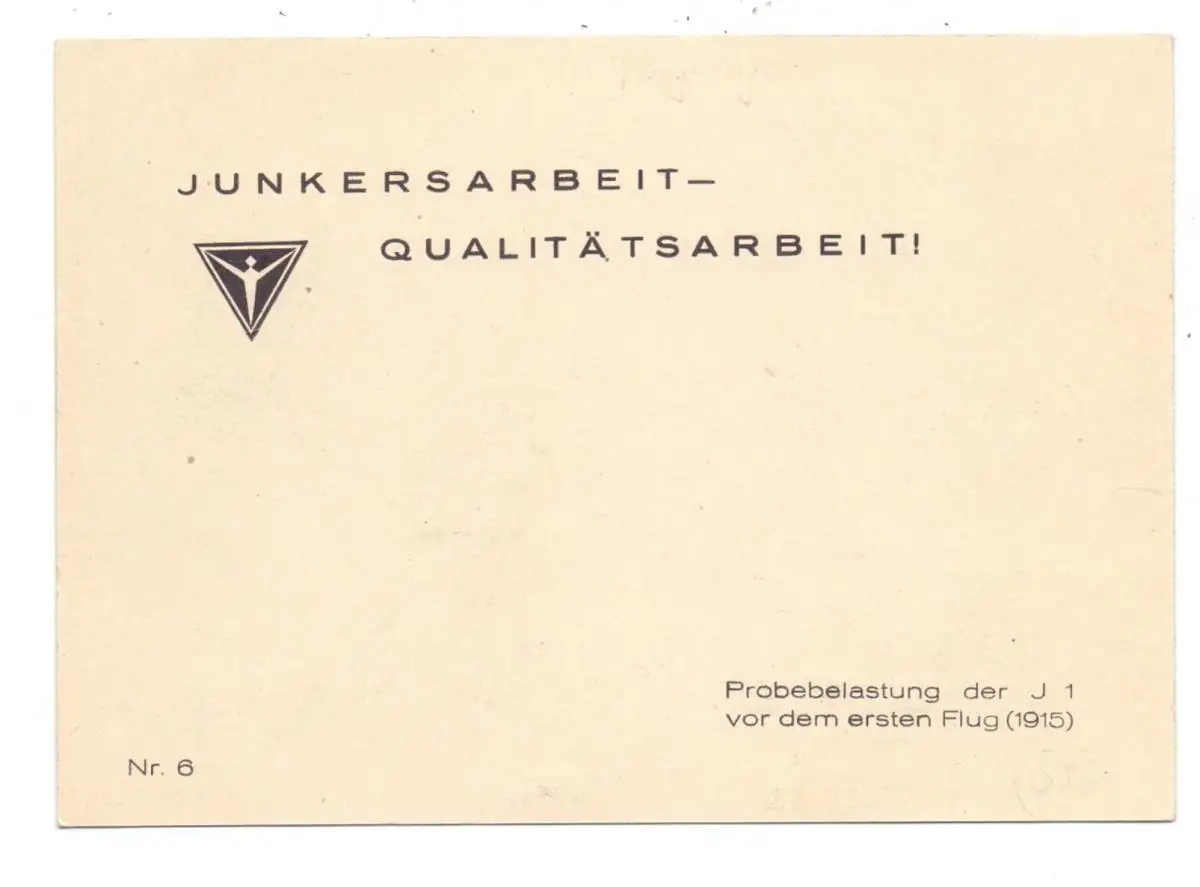 JUNKERSARBEIT—
QUALITÄTSARBEIT!
Probebelastung der J 1
vor dem ersten Flug (1915)
Nr. 6